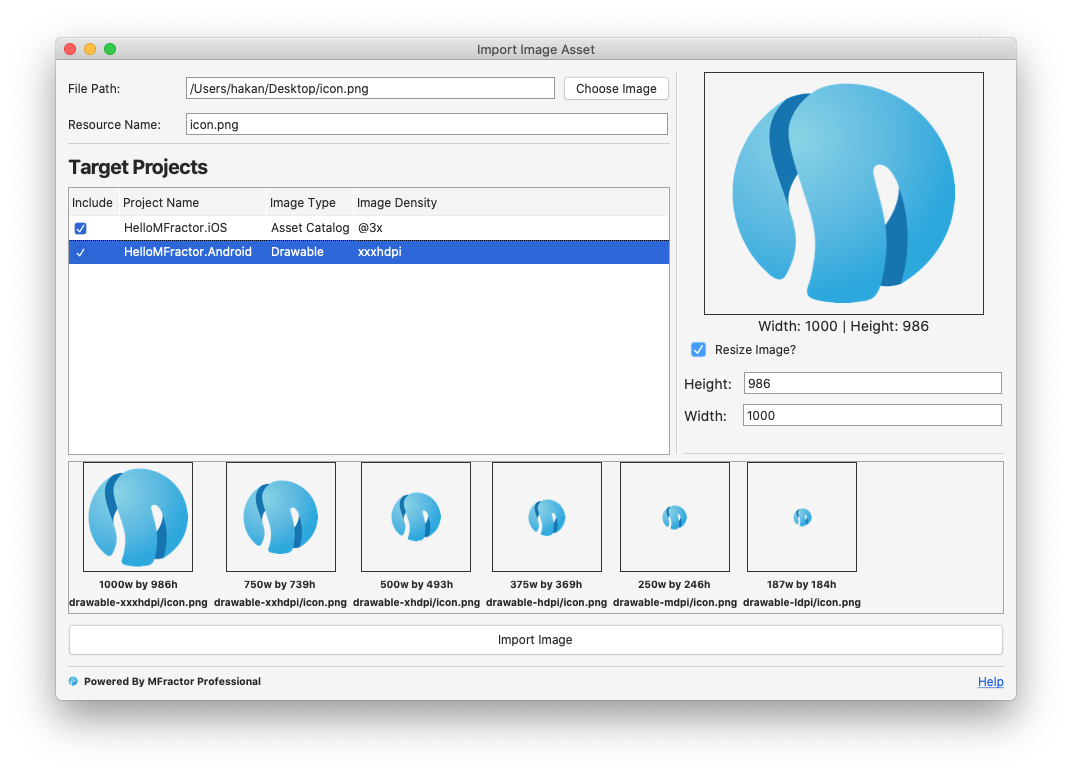 Import Image Asset
File Path:
/Users/hakan/Desktop/icon.png
Choose Image
Resource Name:
icon.png
Target Projects
Include Project Name Image Type Image Density
HelloMFractor.iOS Asset Catalog @3x
HelloMFractor.Android Drawable xxxhdpi
Width: 1000 | Height: 986
Resize Image?
Height: 986
Width: 1000
1000w by 986h 750w by 739h 500w by 493h 375w by 369h 250w by 246h 187w by 184h
drawable-xxxhdpi/icon.png drawable-xxhdpi/icon.png drawable-xhdpi/icon.png drawable-hdpi/icon.png drawable-mdpi/icon.png drawable-ldpi/icon.png
Import Image
Powered By MFractor Professional
Help